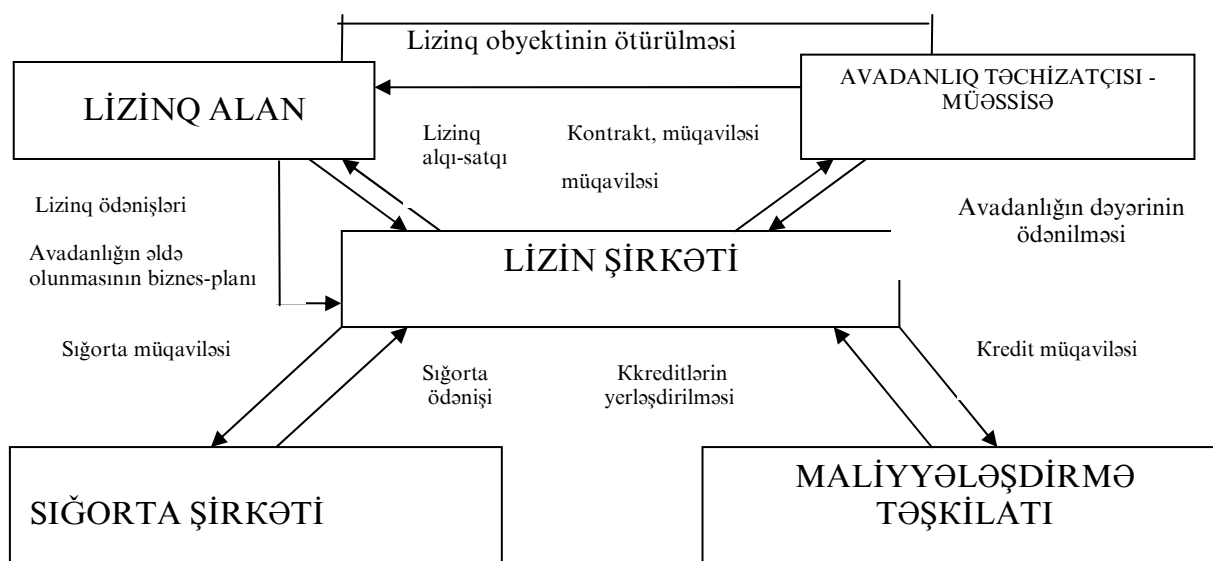 Lizinq obyektinin ötürülməsi
LİZİNQ ALAN
AVADANLIQ TƏCHİZATÇISI -
MÜƏSSİSƏ
Lizinq
alqı-satqı
Kontrakt, müqaviləsi
müqaviləsi
Lizinq ödənişləri
Avadanlığın dəyərinin
ödənilməsi
Avadanlığın əldə
olunmasının biznes-planı
LİZİN ŞİRKƏTİ
Sığorta müqaviləsi
Sığorta
ödənişi
Kkreditlərin
yerləşdirilməsi
Kredit müqaviləsi
SIĞORTA ŞİRKƏTİ
MALİYYƏLƏŞDİRMƏ
TƏŞKİLATI